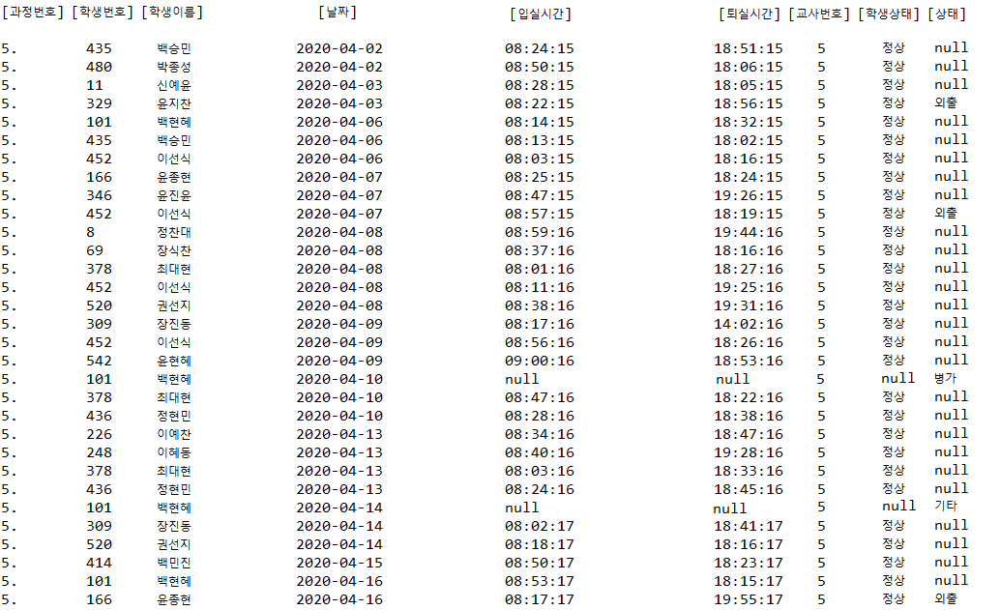 [과정번호] [학생번호] [학생이름] [날짜] [입실시간] [퇴실시간] [교사번호] [학생상태] [상태]
5. 435 백승민 2020-04-02 08:24:15 18:51:15 5 정상 null
5. 480 박종성 2020-04-02 08:50:15 18:06:15 5 정상 null
5. 11 신예윤 2020-04-03 08:28:15 18:05:15 5 정상 null
5. 329 윤지찬 2020-04-03 08:22:15 18:56:15 5 정상 외출
5. 101 백현혜 2020-04-06 08:14:15 18:32:15 5 정상 null
5. 435 백승민 2020-04-06 08:13:15 18:02:15 5 정상 null
5. 452 이선식 2020-04-06 08:03:15 18:16:15 5 정상 null
5. 166 윤종현 2020-04-07 08:25:15 18:24:15 5 정상 null
5. 346 윤진윤 2020-04-07 08:47:15 19:26:15 5 정상 null
5. 452 이선식 2020-04-07 08:57:15 18:19:15 5 정상 외출
5. 8 정찬대 2020-04-08 08:59:16 19:44:16 5 정상 null
5. 69 장식찬 2020-04-08 08:37:16 18:16:16 5 정상 null
5. 378 최대현 2020-04-08 08:01:16 18:27:16 5 정상 null
5. 452 이선식 2020-04-08 08:11:16 19:25:16 5 정상 null
5. 520 권선지 2020-04-08 08:38:16 19:31:16 5 정상 null
5. 309 장진동 2020-04-09 08:17:16 14:02:16 5 정상 null
5. 452 이선식 2020-04-09 08:56:16 18:26:16 5 정상 null
5. 542 윤현혜 2020-04-09 09:00:16 18:53:16 5 정상 null
5. 101 백현혜 2020-04-10 null null 5 null 병가
5. 378 최대현 2020-04-10 08:47:16 18:22:16 5 정상 null
5. 436 정현민 2020-04-10 08:28:16 18:38:16 5 정상 null
5. 226 이예찬 2020-04-13 08:34:16 18:47:16 5 정상 null
5. 248 이혜동 2020-04-13 08:40:16 19:28:16 5 정상 null
5. 378 최대현 2020-04-13 08:03:16 18:33:16 5 정상 null
5. 436 정현민 2020-04-13 08:24:16 18:45:16 5 정상 null
5. 101 백현혜 2020-04-14 null null 5 null 기타
5. 309 장진동 2020-04-14 08:02:17 18:41:17 5 정상 null
5. 520 권선지 2020-04-14 08:18:17 18:16:17 5 정상 null
5. 414 백민진 2020-04-15 08:50:17 18:23:17 5 정상 null
5. 101 백현혜 2020-04-16 08:53:17 18:15:17 5 정상 null
5. 166 윤종현 2020-04-16 08:17:17 19:55:17 5 정상 외출